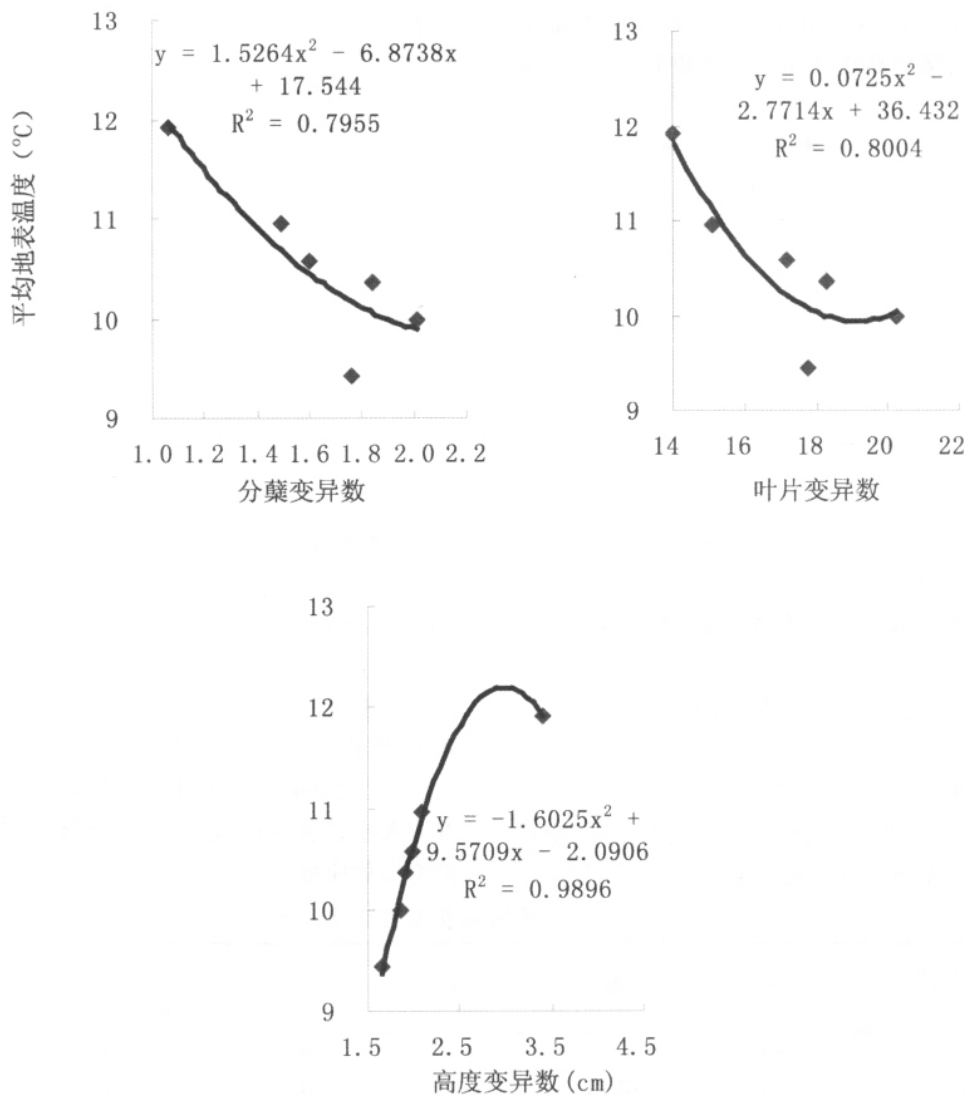 13
12
11
10
9
平均地表温度 (℃)
y = 1.5264x² - 6.8738x
+ 17.544
R² = 0.7955
1.0 1.2 1.4 1.6 1.8 2.0 2.2
分蘖变异数
13
12
11
10
9
y = 0.0725x² -
2.7714x + 36.432
R² = 0.8004
14 16 18 20 22
叶片变异数
13
12
11
10
9
y = -1.6025x² +
9.5709x - 2.0906
R² = 0.9896
1.5 2.5 3.5 4.5
高度变异数(cm)